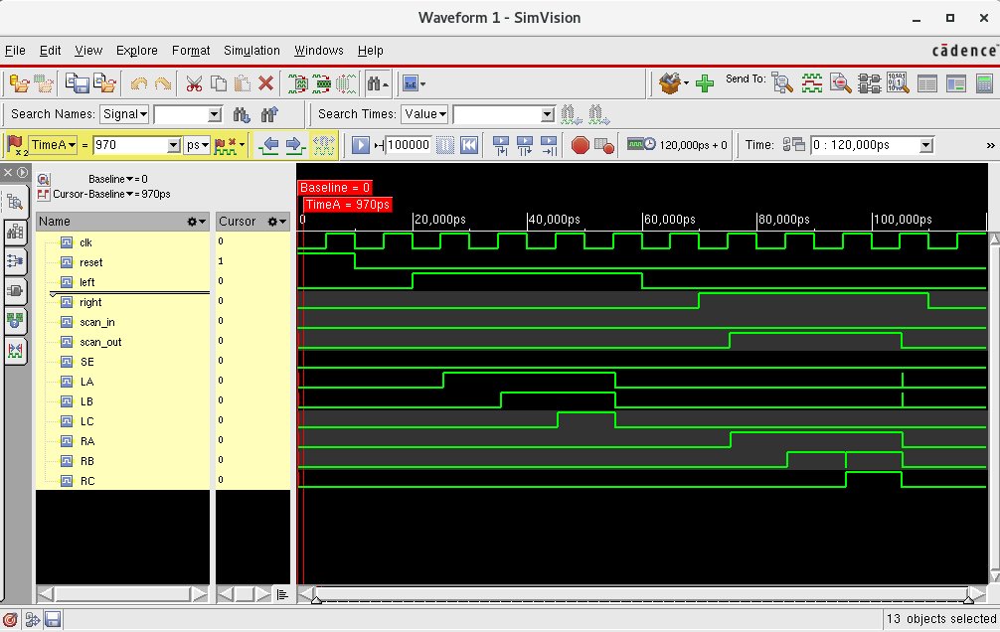 Waveform 1 - SimVision
File Edit View Explore Format Simulation Windows Help
cādence
Send To:
Search Names: Signal
Search Times: Value
x2 TimeA = 970 ps
100000
120,000ps + 0
Time: 0 : 120,000ps »
Baseline = 0
Cursor-Baseline = 970ps
Baseline = 0
TimeA = 970ps
Name Cursor
0 20,000ps 40,000ps 60,000ps 80,000ps 100,000ps
clk 0
reset 1
left 0
right 0
scan_in 0
scan_out 0
SE 0
LA 0
LB 0
LC 0
RA 0
RB 0
RC 0
13 objects selected